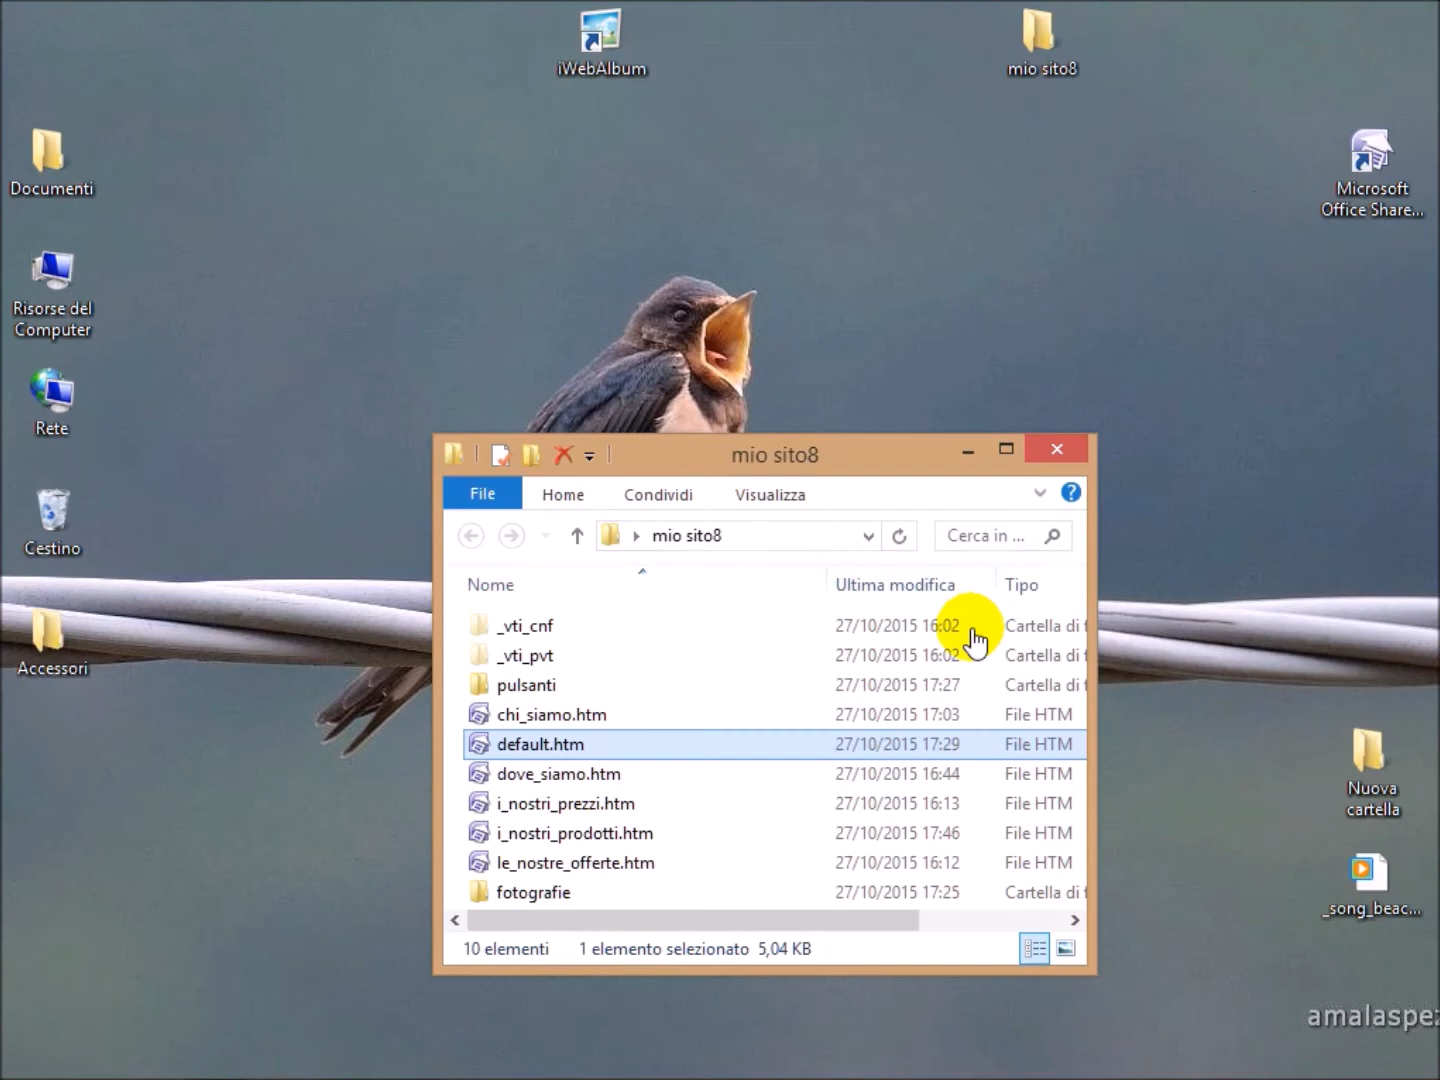 iWebAlbum
mio sito8
Documenti
Microsoft
Office Share...
Risorse del
Computer
Rete
Cestino
Accessori
mio sito8
File Home Condividi Visualizza
mio sito8
Cerca in ...
Nome Ultima modifica Tipo
_vti_cnf 27/10/2015 16:02 Cartella di f
_vti_pvt 27/10/2015 16:02 Cartella di f
pulsanti 27/10/2015 17:27 Cartella di f
chi_siamo.htm 27/10/2015 17:03 File HTM
default.htm 27/10/2015 17:29 File HTM
dove_siamo.htm 27/10/2015 16:44 File HTM
i_nostri_prezzi.htm 27/10/2015 16:13 File HTM
i_nostri_prodotti.htm 27/10/2015 17:46 File HTM
le_nostre_offerte.htm 27/10/2015 16:12 File HTM
fotografie 27/10/2015 17:25 Cartella di f
10 elementi 1 elemento selezionato 5,04 KB
Nuova
cartella
_song_beac...
amalaspez